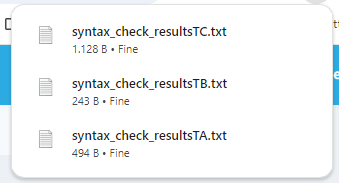 syntax_check_resultsTC.txt
1.128 B • Fine
syntax_check_resultsTB.txt
243 B • Fine
syntax_check_resultsTA.txt
494 B • Fine